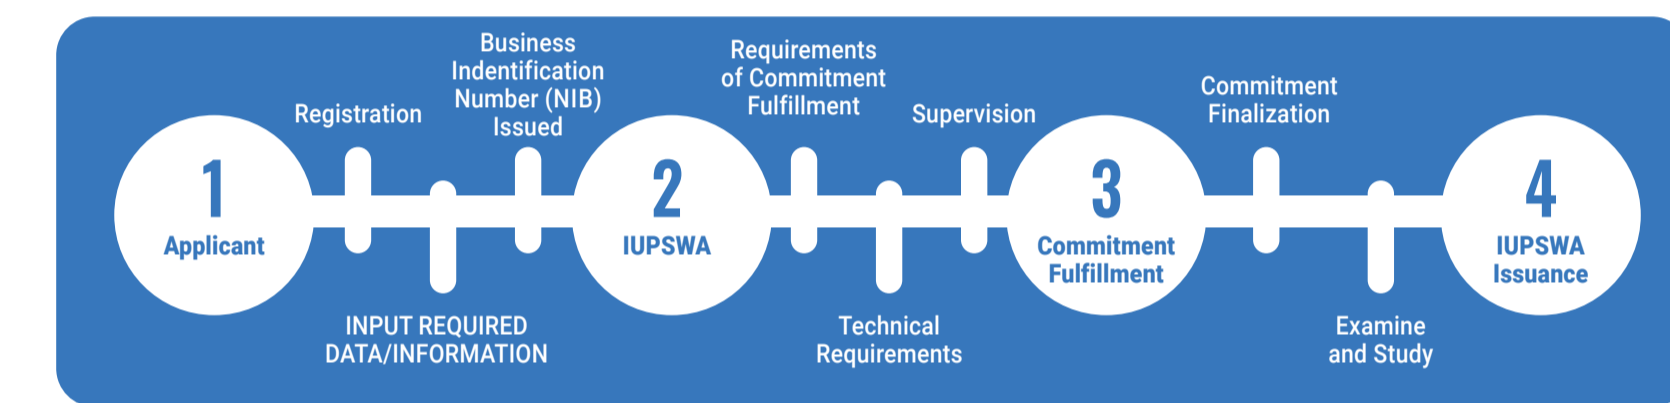 1
Applicant
Registration
INPUT REQUIRED
DATA/INFORMATION
Business
Indentification
Number (NIB)
Issued
2
IUPSWA
Requirements
of Commitment
Fulfillment
Technical
Requirements
Supervision
3
Commitment
Fulfillment
Commitment
Finalization
Examine
and Study
4
IUPSWA
Issuance